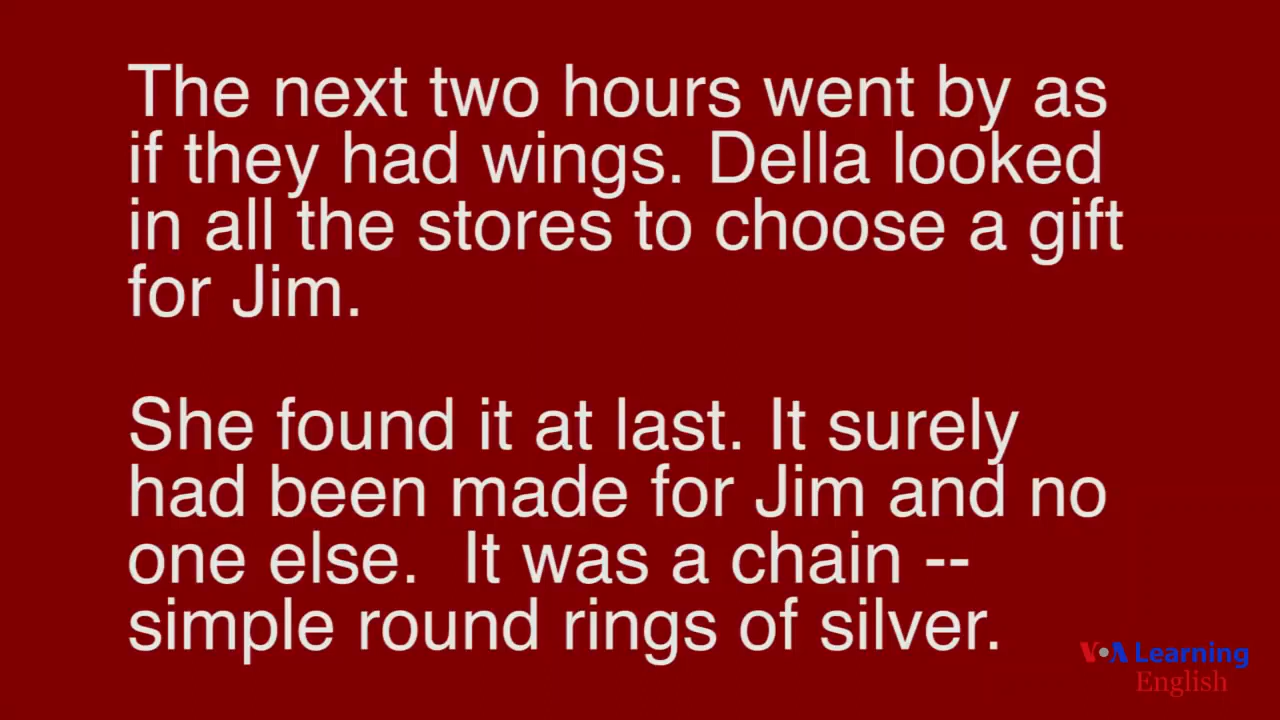 The next two hours went by as
if they had wings. Della looked
in all the stores to choose a gift
for Jim.
She found it at last. It surely
had been made for Jim and no
one else.  It was a chain --
simple round rings of silver.
VOA Learning
English